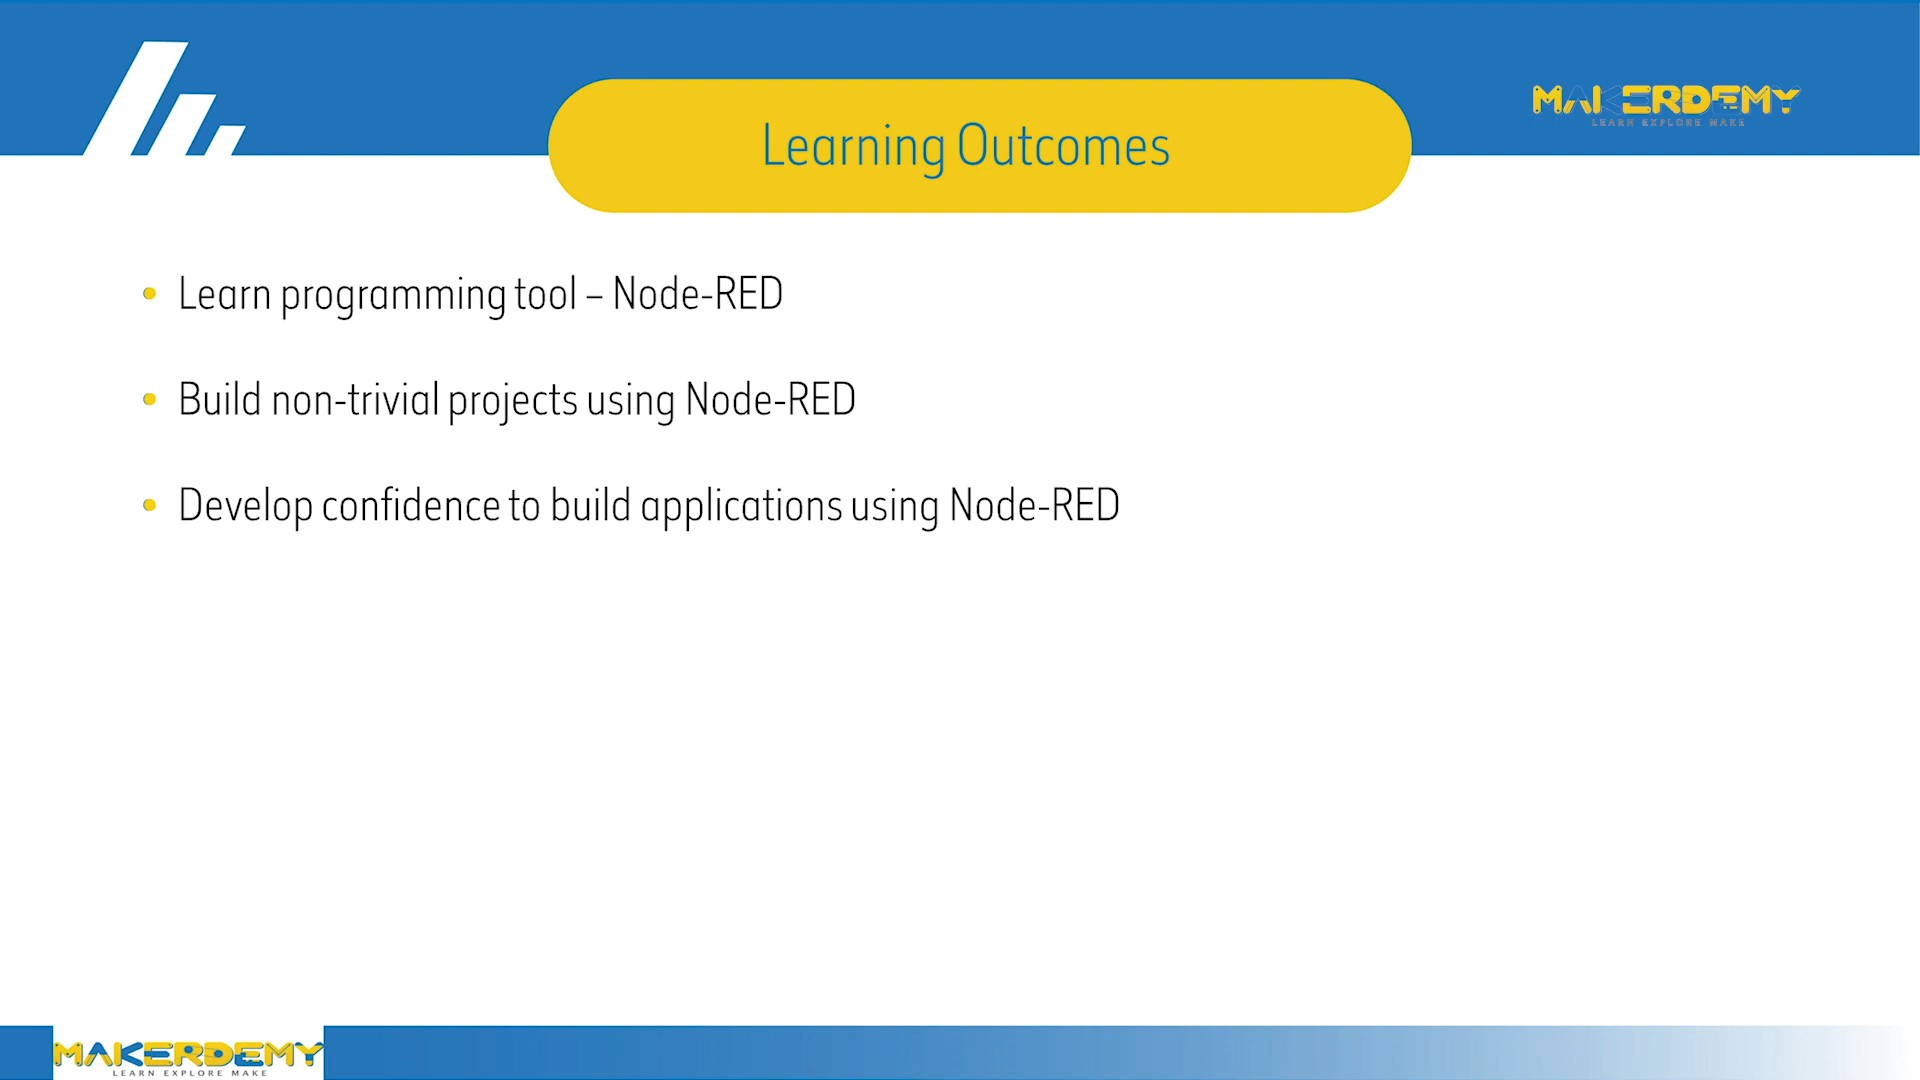 MAKERDEMY
LEARN EXPLORE MAKE
Learning Outcomes
• Learn programming tool – Node-RED
• Build non-trivial projects using Node-RED
• Develop confidence to build applications using Node-RED
MAKERDEMY
LEARN EXPLORE MAKE